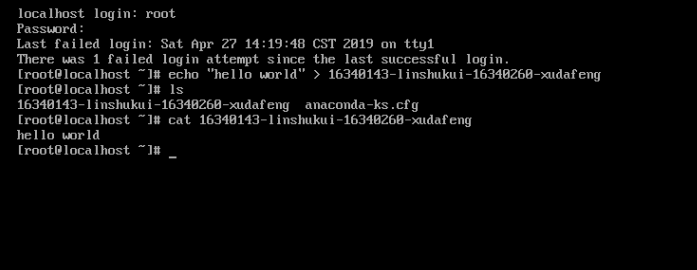 localhost login: root
Password:
Last failed login: Sat Apr 27 14:19:48 CST 2019 on tty1
There was 1 failed login attempt since the last successful login.
[root@localhost ~]# echo "hello world" > 16340143-linshukui-16340260-xudafeng
[root@localhost ~]# ls
16340143-linshukui-16340260-xudafeng  anaconda-ks.cfg
[root@localhost ~]# cat 16340143-linshukui-16340260-xudafeng
hello world
[root@localhost ~]# _